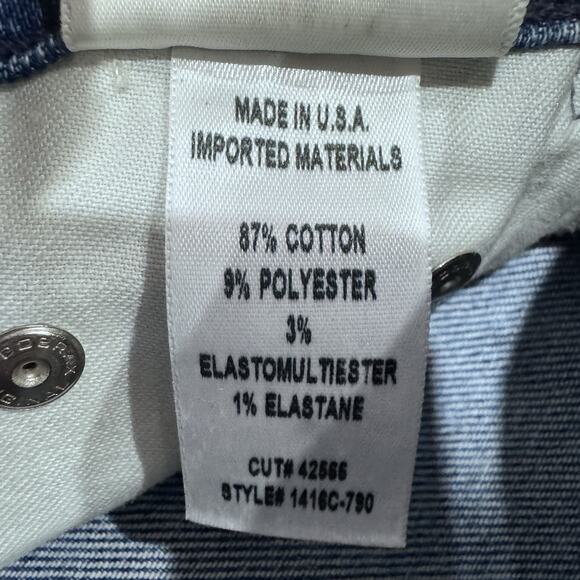 MADE IN U.S.A.
IMPORTED MATERIALS
87% COTTON
9% POLYESTER
3%
ELASTOMULTIESTER
1% ELASTANE
CUT# 42566
STYLE# 1416C-790